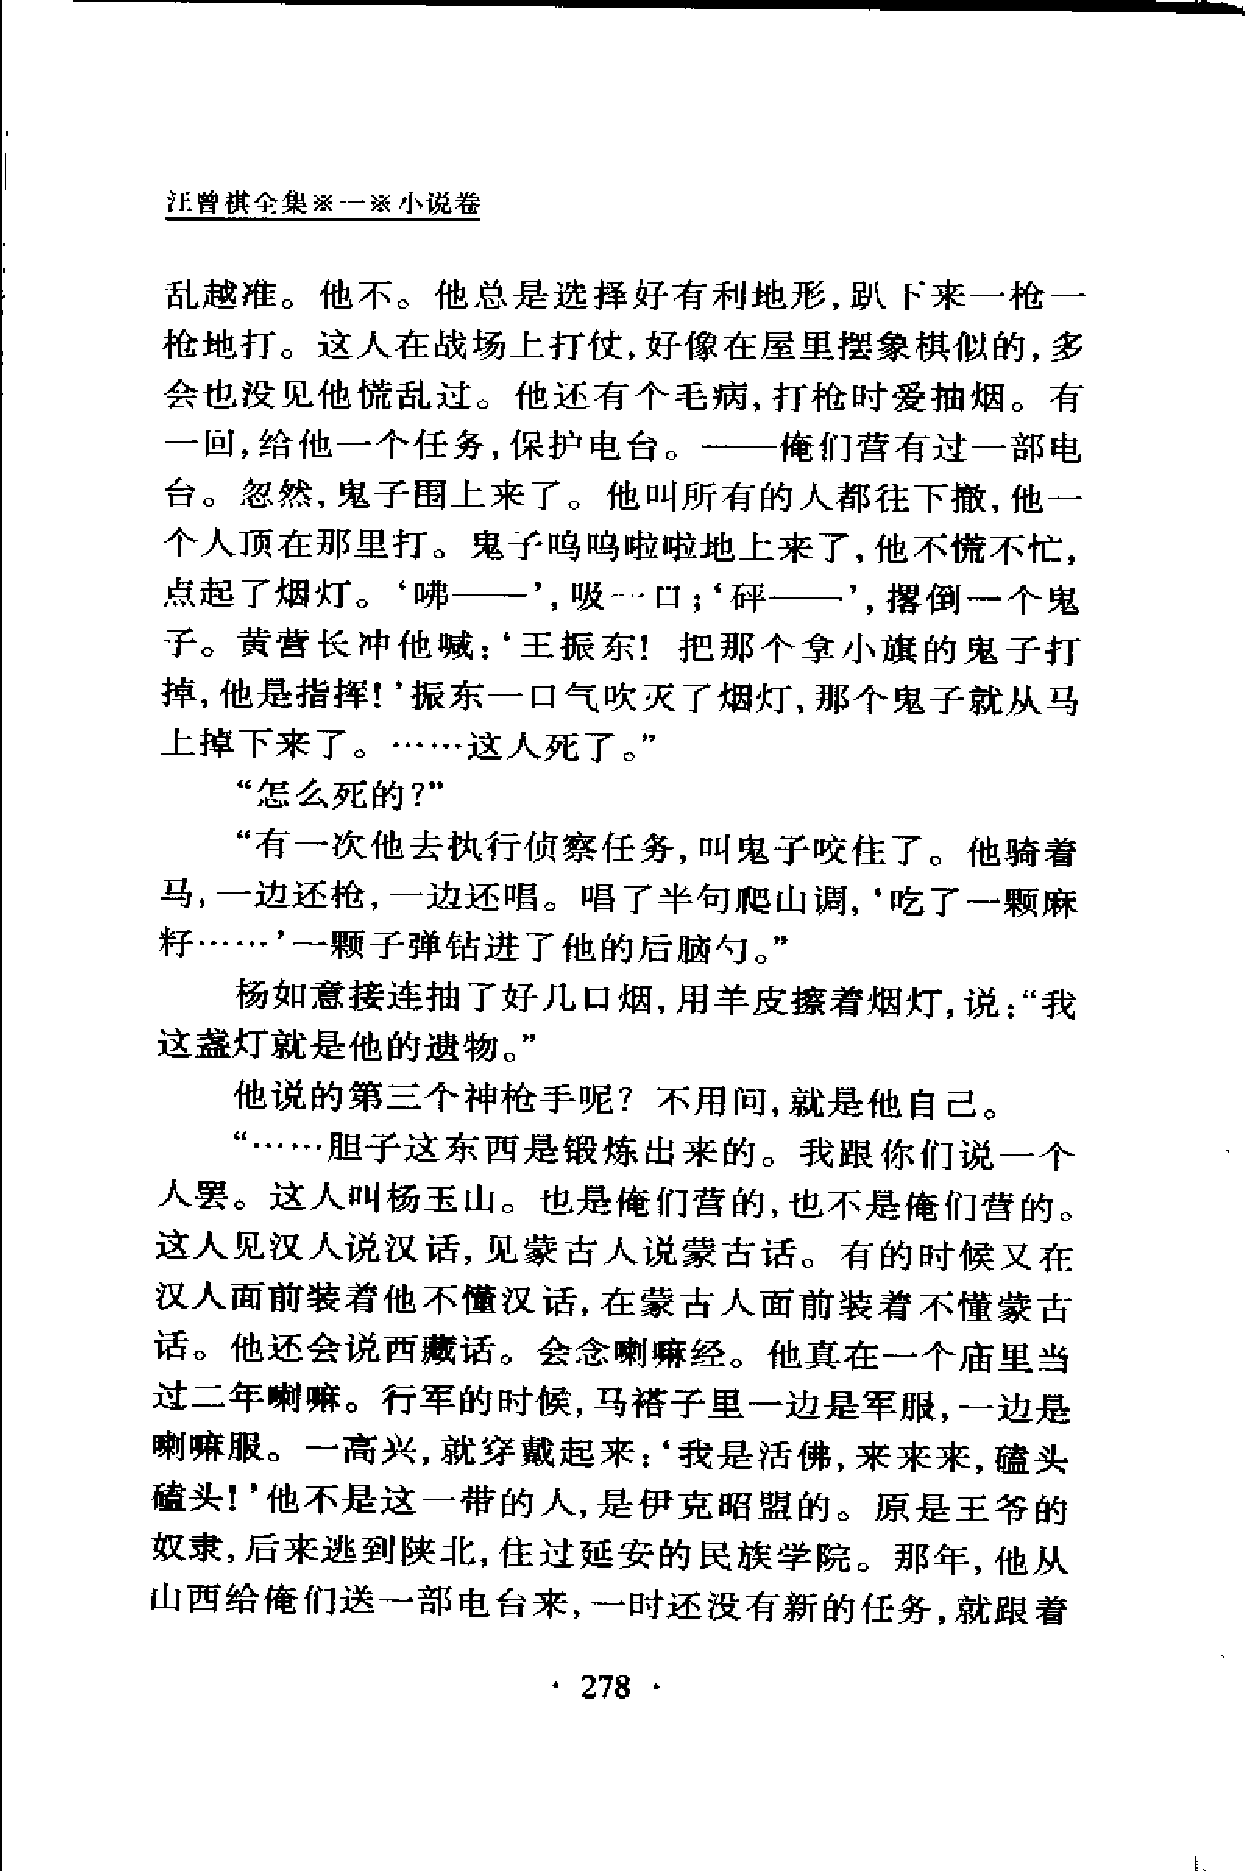 汪曾祺全集※一※小说卷
乱越准。他不。他总是选择好有利地形,趴下来一枪一
枪地打。这人在战场上打仗,好像在屋里摆象棋似的,多
会也没见他慌乱过。他还有个毛病,打枪时爱抽烟。有
一回,给他一个任务,保护电台。——俺们营有过一部电
台。忽然,鬼子围上来了。他叫所有的人都往下撤,他一
个人顶在那里打。鬼子呜呜啦啦地上来了,他不慌不忙,
点起了烟灯。‘咈——’,吸一口;‘砰——’,撂倒一个鬼
子。黄营长冲他喊:‘王振东！把那个拿小旗的鬼子打
掉,他是指挥！’振东一口气吹灭了烟灯,那个鬼子就从马
上掉下来了。……这人死了。”
“怎么死的?”
“有一次他去执行侦察任务,叫鬼子咬住了。他骑着
马,一边还枪,一边还唱。唱了半句爬山调,‘吃了一颗麻
籽……’一颗子弹钻进了他的后脑勺。”
杨如意接连抽了好几口烟,用羊皮擦着烟灯,说:“我
这盏灯就是他的遗物。”
他说的第三个神枪手呢？不用问,就是他自己。
“……胆子这东西是锻炼出来的。我跟你们说一个
人罢。这人叫杨玉山。也是俺们营的,也不是俺们营的。
这人见汉人说汉话,见蒙古人说蒙古话。有的时候又在
汉人面前装着他不懂汉话,在蒙古人面前装着不懂蒙古
话。他还会说西藏话。会念喇嘛经。他真在一个庙里当
过二年喇嘛。行军的时候,马褡子里一边是军服,一边是
喇嘛服。一高兴,就穿戴起来:‘我是活佛,来来来,磕头
磕头！’他不是这一带的人,是伊克昭盟的。原是王爷的
奴隶,后来逃到陕北,住过延安的民族学院。那年,他从
山西给俺们送一部电台来,一时还没有新的任务,就跟着
· 278 ·